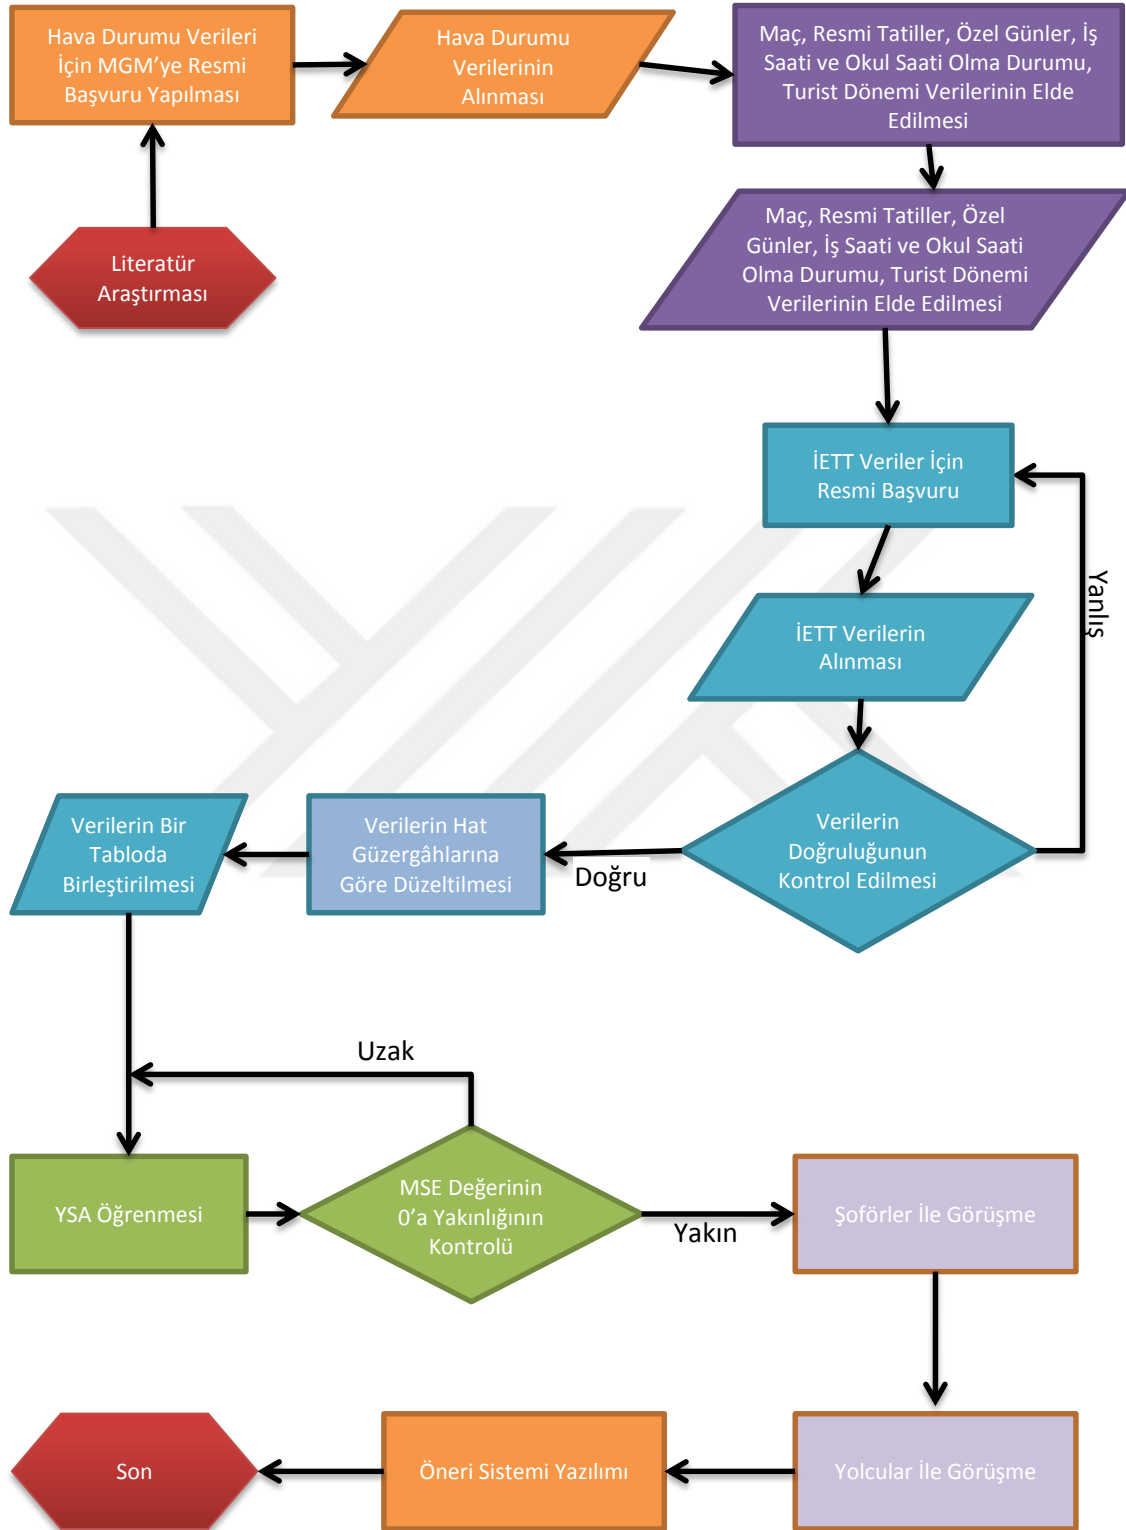 Hava Durumu Verileri
İçin MGM’ye Resmi
Başvuru Yapılması
Hava Durumu
Verilerinin
Alınması
Maç, Resmi Tatiller, Özel Günler, İş
Saati ve Okul Saati Olma Durumu,
Turist Dönemi Verilerinin Elde
Edilmesi
Literatür
Araştırması
Maç, Resmi Tatiller, Özel
Günler, İş Saati ve Okul Saati
Olma Durumu, Turist Dönemi
Verilerinin Elde Edilmesi
İETT Veriler İçin
Resmi Başvuru
Yanlış
İETT Verilerin
Alınması
Verilerin
Doğruluğunun
Kontrol Edilmesi
Doğru
Verilerin Hat
Güzergâhlarına
Göre Düzeltilmesi
Verilerin Bir
Tabloda
Birleştirilmesi
Uzak
YSA Öğrenmesi
MSE Değerinin
0’a Yakınlığının
Kontrolü
Yakın
Şoförler İle Görüşme
Yolcular İle Görüşme
Öneri Sistemi Yazılımı
Son